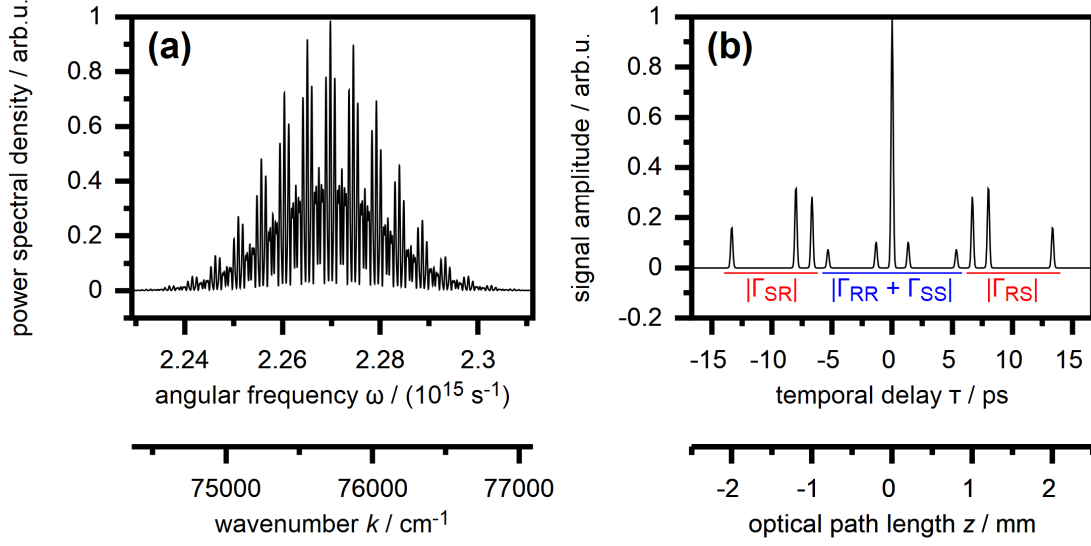 (a)
power spectral density / arb.u.
1
0.8
0.6
0.4
0.2
0
2.24 2.26 2.28 2.3
angular frequency ω / (10¹⁵ s⁻¹)
75000 76000 77000
wavenumber k / cm⁻¹
(b)
signal amplitude / arb.u.
1
0.8
0.6
0.4
0.2
0
-0.2
|Γ_SR| |Γ_RR + Γ_SS| |Γ_RS|
-15 -10 -5 0 5 10 15
temporal delay τ / ps
-2 -1 0 1 2
optical path length z / mm